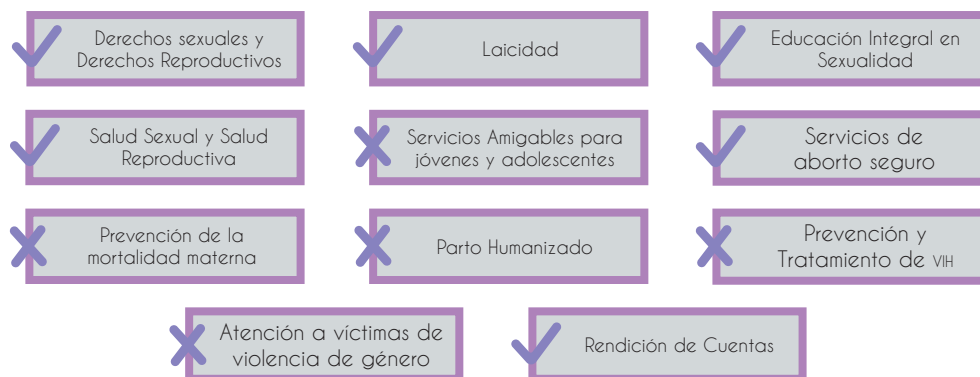 Derechos sexuales y
Derechos Reproductivos
Laicidad
Educación Integral en
Sexualidad
Salud Sexual y Salud
Reproductiva
Servicios Amigables para
jóvenes y adolescentes
Servicios de
aborto seguro
Prevención de la
mortalidad materna
Parto Humanizado
Prevención y
Tratamiento de VIH
Atención a víctimas de
violencia de género
Rendición de Cuentas